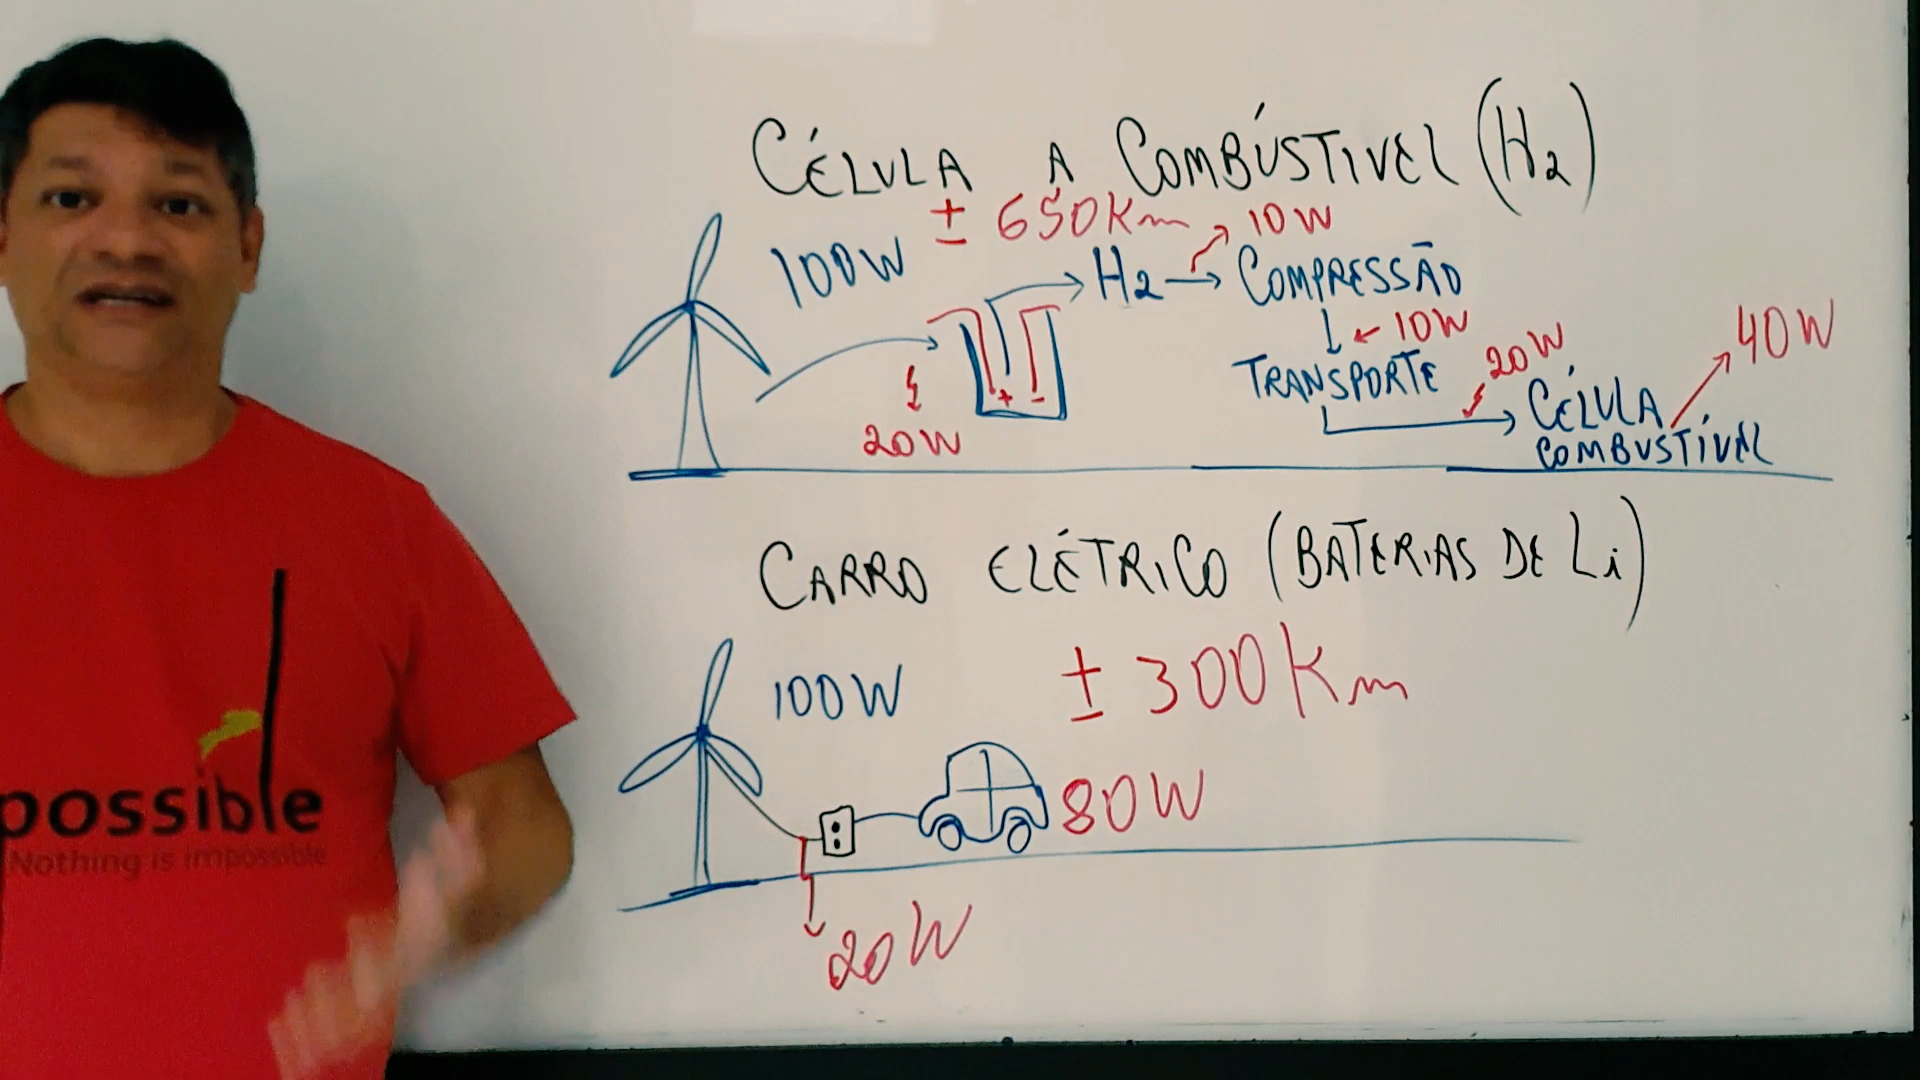 CÉLULA A COMBÚSTIVEL (H2)
± 650Km
10W
100W
H2
COMPRESSÃO
10W
TRANSPORTE
20W
40W
CÉLULA
COMBUSTÍVEL
+ -
20W
CARRO ELÉTRICO (BATERIAS DE Li)
100W
± 300Km
80W
20W
possible
Nothing is impossible